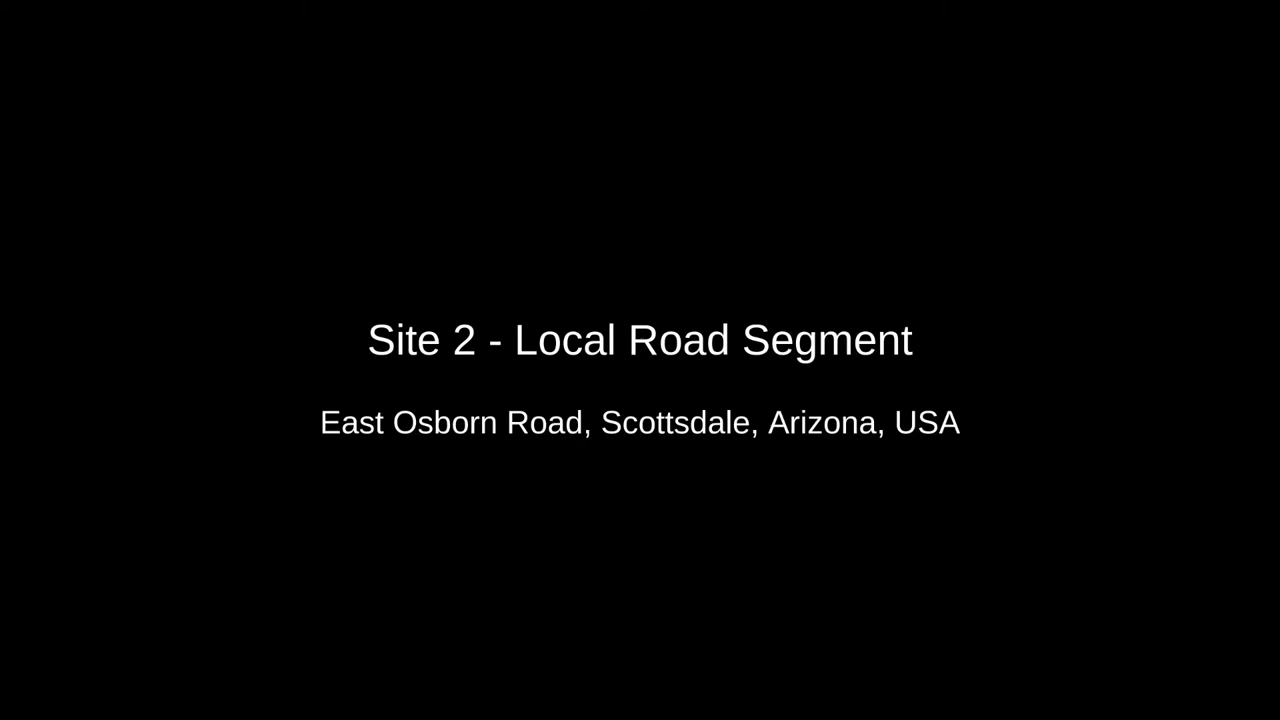 Site 2 - Local Road Segment
East Osborn Road, Scottsdale, Arizona, USA